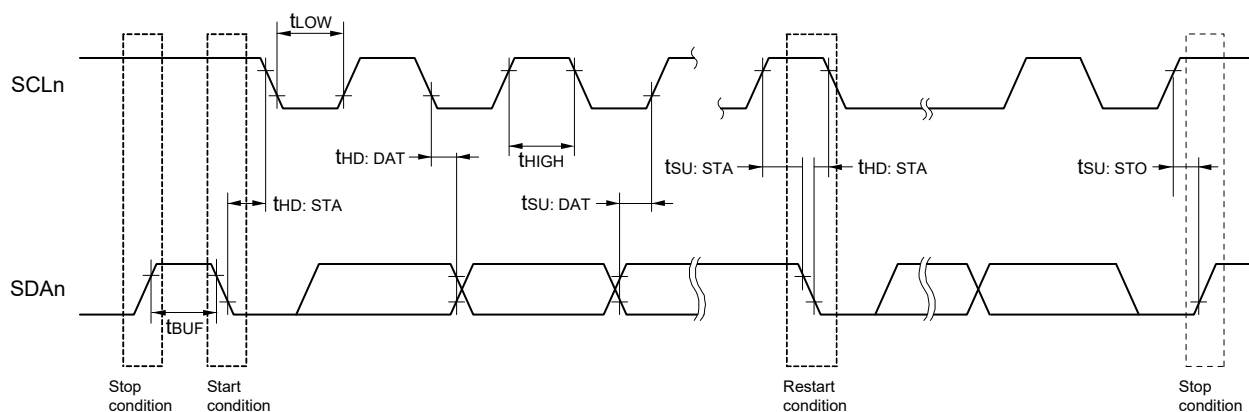 tLOW
SCLn
tHD: DAT
tHIGH
tSU: STA
tHD: STA
tSU: STO
tHD: STA
tSU: DAT
SDAn
tBUF
Stop
condition
Start
condition
Restart
condition
Stop
condition